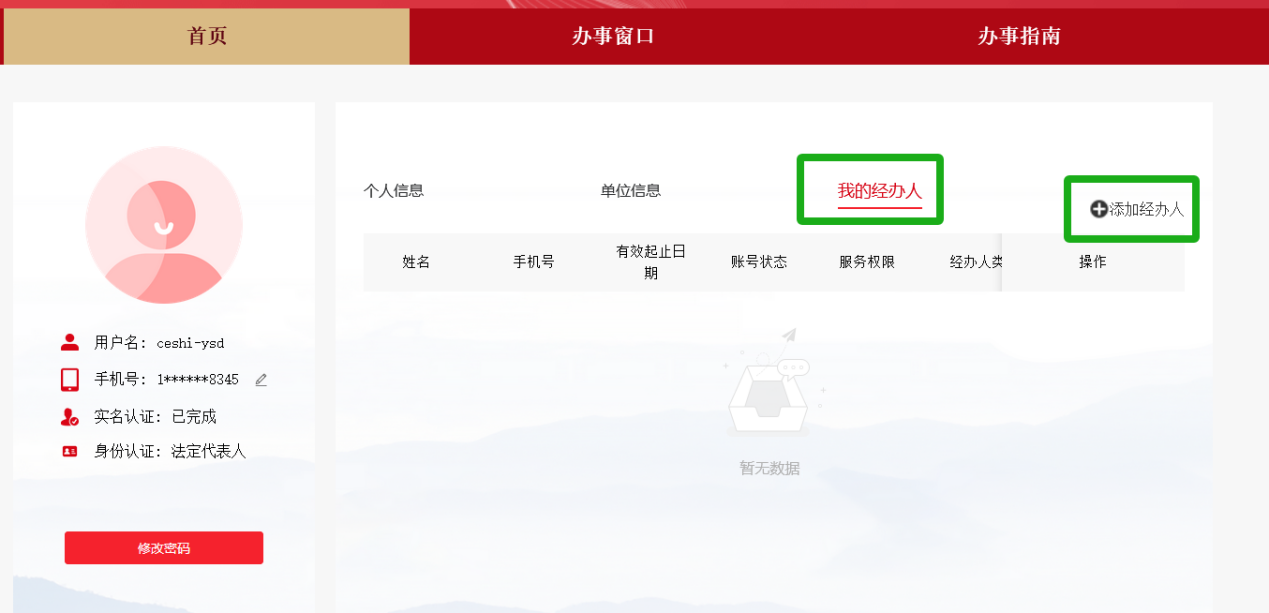 首页
办事窗口
办事指南
个人信息
单位信息
我的经办人
添加经办人
姓名
手机号
有效起止日
期
账号状态
服务权限
经办人类
操作
暂无数据
用户名: ceshi-ysd
手机号: 1******8345
实名认证: 已完成
身份认证: 法定代表人
修改密码